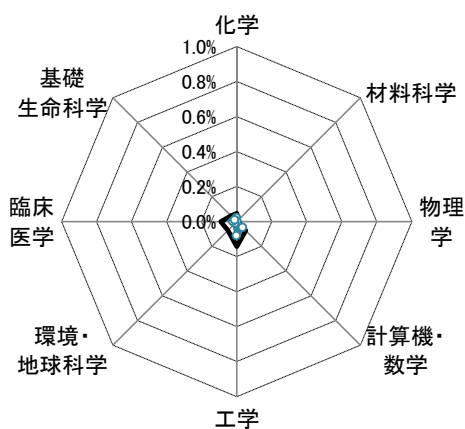 化学
1.0%
0.8%
0.6%
0.4%
0.2%
0.0%
材料科学
物理
学
計算機・
数学
工学
環境・
地球科学
臨床
医学
基礎
生命科学